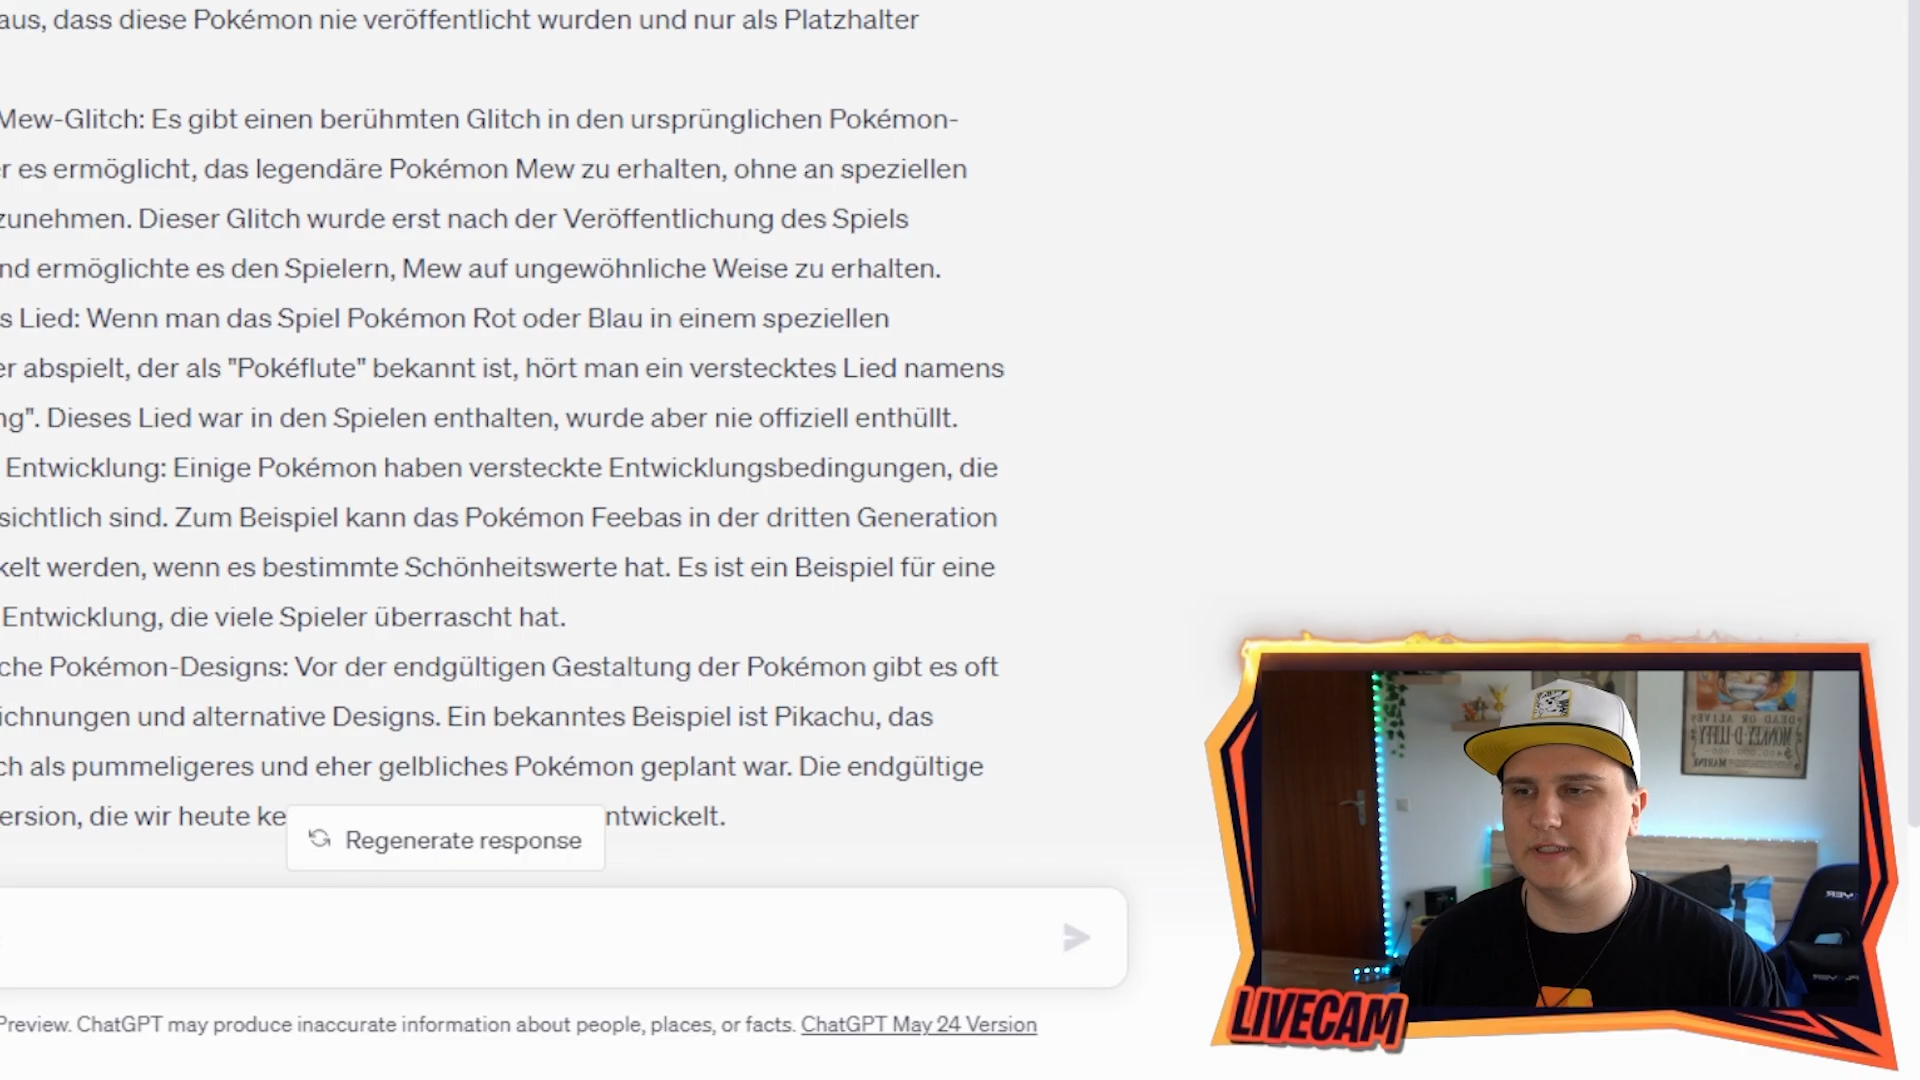 aus, dass diese Pokémon nie veröffentlicht wurden und nur als Platzhalter
Mew-Glitch: Es gibt einen berühmten Glitch in den ursprünglichen Pokémon-
er es ermöglicht, das legendäre Pokémon Mew zu erhalten, ohne an speziellen
zunehmen. Dieser Glitch wurde erst nach der Veröffentlichung des Spiels
nd ermöglichte es den Spielern, Mew auf ungewöhnliche Weise zu erhalten.
s Lied: Wenn man das Spiel Pokémon Rot oder Blau in einem speziellen
er abspielt, der als "Pokéflute" bekannt ist, hört man ein verstecktes Lied namens
ng". Dieses Lied war in den Spielen enthalten, wurde aber nie offiziell enthüllt.
Entwicklung: Einige Pokémon haben versteckte Entwicklungsbedingungen, die
sichtlich sind. Zum Beispiel kann das Pokémon Feebas in der dritten Generation
kelt werden, wenn es bestimmte Schönheitswerte hat. Es ist ein Beispiel für eine
Entwicklung, die viele Spieler überrascht hat.
che Pokémon-Designs: Vor der endgültigen Gestaltung der Pokémon gibt es oft
ichnungen und alternative Designs. Ein bekanntes Beispiel ist Pikachu, das
ch als pummeligeres und eher gelbliches Pokémon geplant war. Die endgültige
ersion, die wir heute ke ntwickelt.
Regenerate response
Preview. ChatGPT may produce inaccurate information about people, places, or facts. ChatGPT May 24 Version
DEAD OR ALIVE
MONKEY·D·LUFFY
MARINE
LIVECAM